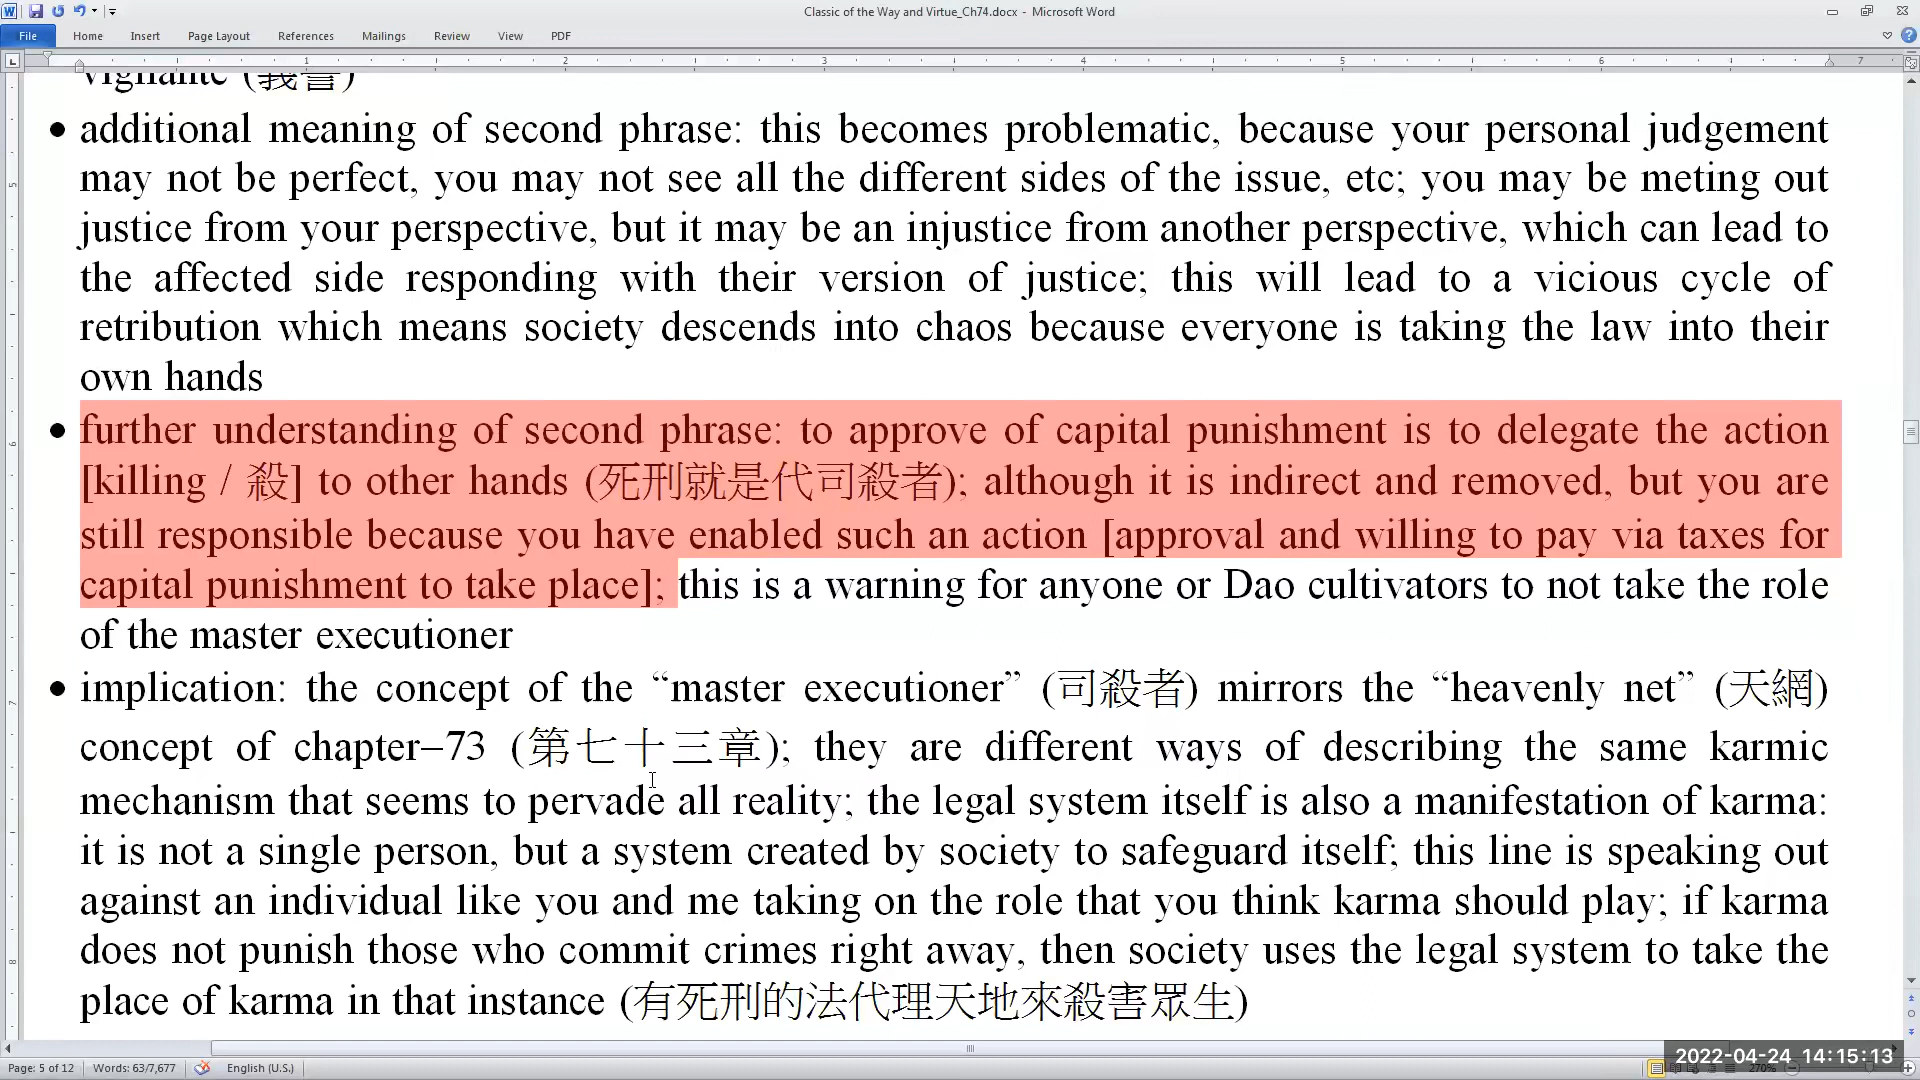 Classic of the Way and Virtue_Ch74.docx - Microsoft Word
File Home Insert Page Layout References Mailings Review View PDF
1 2 3 4 5 6 7
vigilante (義警)
• additional meaning of second phrase: this becomes problematic, because your personal judgement
may not be perfect, you may not see all the different sides of the issue, etc; you may be meting out
justice from your perspective, but it may be an injustice from another perspective, which can lead to
the affected side responding with their version of justice; this will lead to a vicious cycle of
retribution which means society descends into chaos because everyone is taking the law into their
own hands
• further understanding of second phrase: to approve of capital punishment is to delegate the action
[killing / 殺] to other hands (死刑就是代司殺者); although it is indirect and removed, but you are
still responsible because you have enabled such an action [approval and willing to pay via taxes for
capital punishment to take place]; this is a warning for anyone or Dao cultivators to not take the role
of the master executioner
• implication: the concept of the “master executioner” (司殺者) mirrors the “heavenly net” (天網)
concept of chapter–73 (第七十三章); they are different ways of describing the same karmic
mechanism that seems to pervade all reality; the legal system itself is also a manifestation of karma:
it is not a single person, but a system created by society to safeguard itself; this line is speaking out
against an individual like you and me taking on the role that you think karma should play; if karma
does not punish those who commit crimes right away, then society uses the legal system to take the
place of karma in that instance (有死刑的法代理天地來殺害眾生)
2022-04-24 14:15:13
Page: 5 of 12 Words: 63/7,677 English (U.S.) 270%